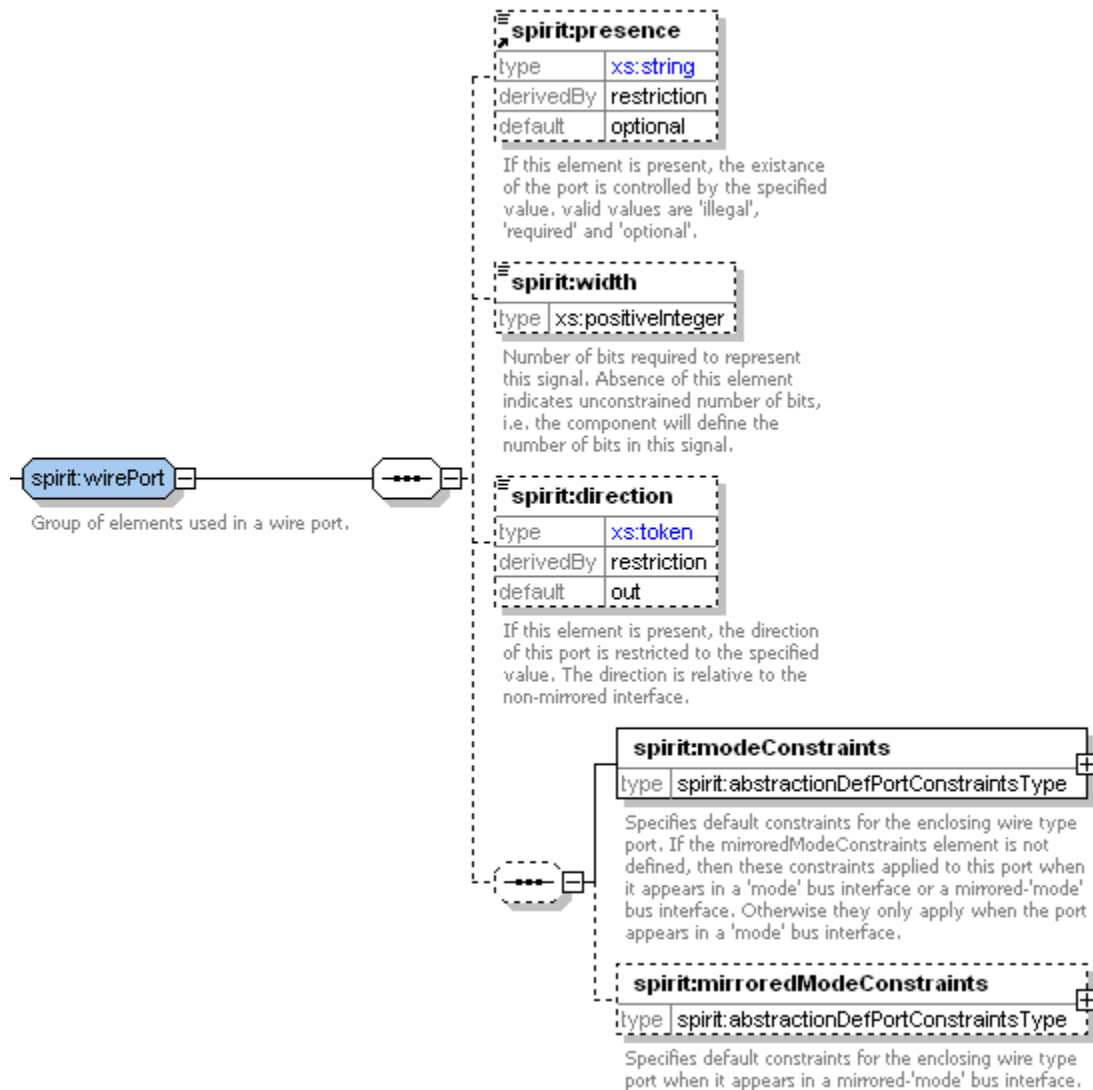 spirit:presence
type xs:string
derivedBy restriction
default optional
If this element is present, the existance
of the port is controlled by the specified
value. valid values are 'illegal',
'required' and 'optional'.
spirit:width
type xs:positiveInteger
Number of bits required to represent
this signal. Absence of this element
indicates unconstrained number of bits,
i.e. the component will define the
number of bits in this signal.
spirit:wirePort
Group of elements used in a wire port.
spirit:direction
type xs:token
derivedBy restriction
default out
If this element is present, the direction
of this port is restricted to the specified
value. The direction is relative to the
non-mirrored interface.
spirit:modeConstraints
type spirit:abstractionDefPortConstraintsType
Specifies default constraints for the enclosing wire type
port. If the mirroredModeConstraints element is not
defined, then these constraints applied to this port when
it appears in a 'mode' bus interface or a mirrored-'mode'
bus interface. Otherwise they only apply when the port
appears in a 'mode' bus interface.
spirit:mirroredModeConstraints
type spirit:abstractionDefPortConstraintsType
Specifies default constraints for the enclosing wire type
port when it appears in a mirrored-'mode' bus interface.